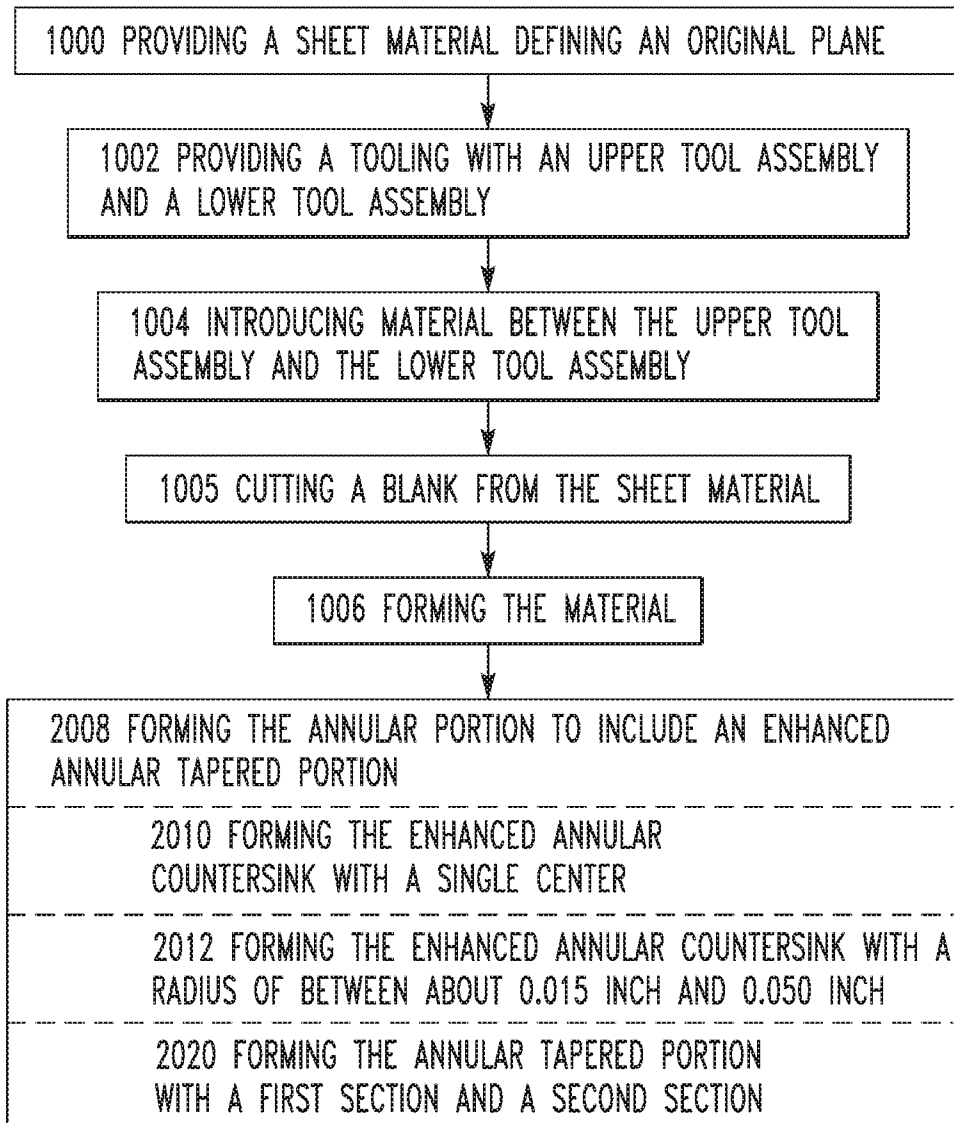 1000 PROVIDING A SHEET MATERIAL DEFINING AN ORIGINAL PLANE
1002 PROVIDING A TOOLING WITH AN UPPER TOOL ASSEMBLY
AND A LOWER TOOL ASSEMBLY
1004 INTRODUCING MATERIAL BETWEEN THE UPPER TOOL
ASSEMBLY AND THE LOWER TOOL ASSEMBLY
1005 CUTTING A BLANK FROM THE SHEET MATERIAL
1006 FORMING THE MATERIAL
2008 FORMING THE ANNULAR PORTION TO INCLUDE AN ENHANCED
ANNULAR TAPERED PORTION
2010 FORMING THE ENHANCED ANNULAR
COUNTERSINK WITH A SINGLE CENTER
2012 FORMING THE ENHANCED ANNULAR COUNTERSINK WITH A
RADIUS OF BETWEEN ABOUT 0.015 INCH AND 0.050 INCH
2020 FORMING THE ANNULAR TAPERED PORTION
WITH A FIRST SECTION AND A SECOND SECTION